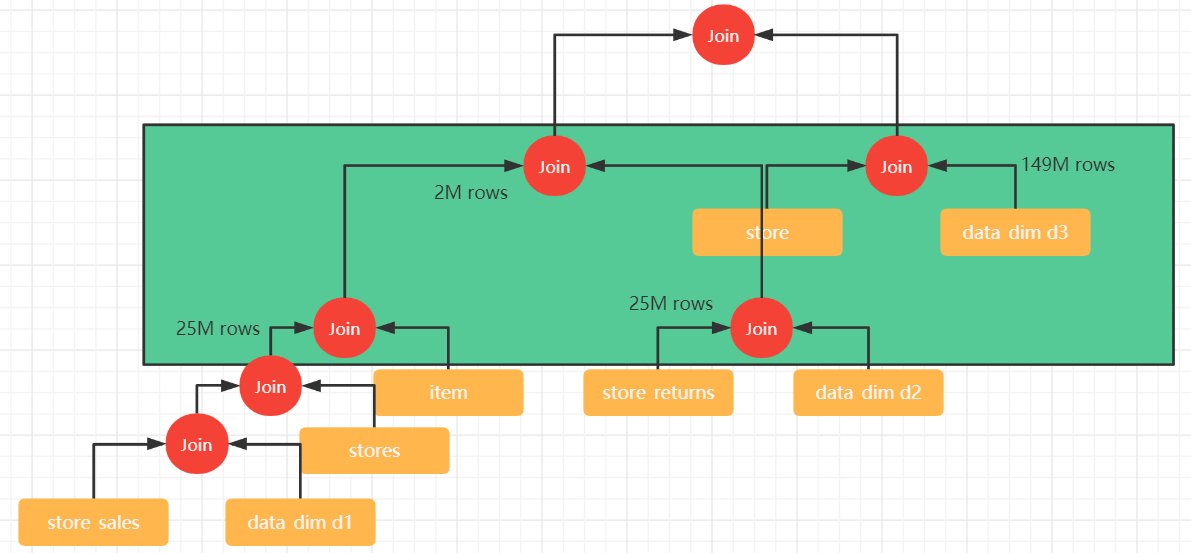 Join
Join
Join
149M rows
2M rows
store
data dim d3
25M rows
25M rows
Join
Join
Join
item
store returns
data dim d2
Join
stores
store sales
data dim d1